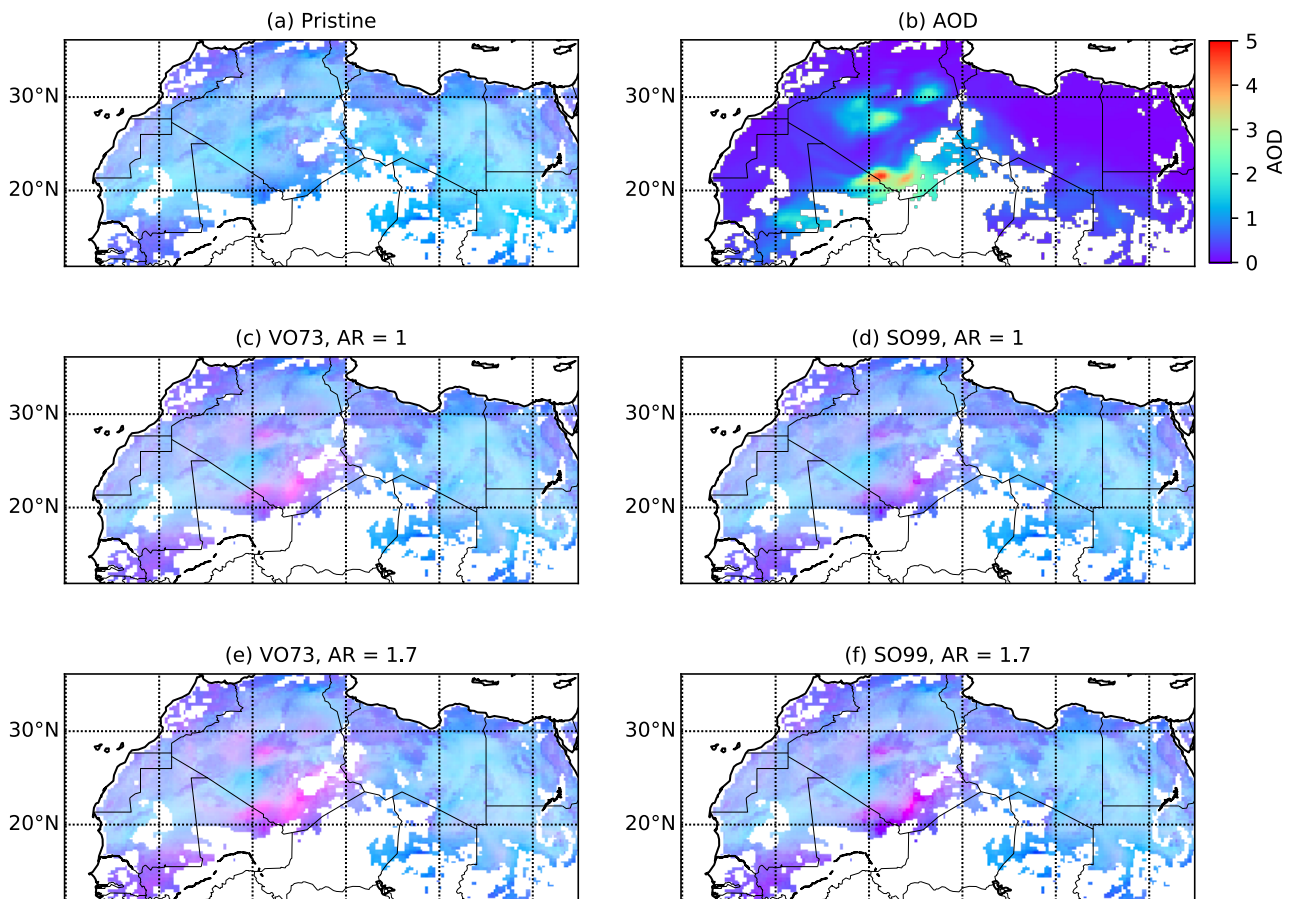 (a) Pristine
(b) AOD
30°N
20°N
30°N
20°N
5
4
3
2
1
0
AOD
(c) VO73, AR = 1
(d) SO99, AR = 1
30°N
20°N
30°N
20°N
(e) VO73, AR = 1.7
(f) SO99, AR = 1.7
30°N
20°N
30°N
20°N